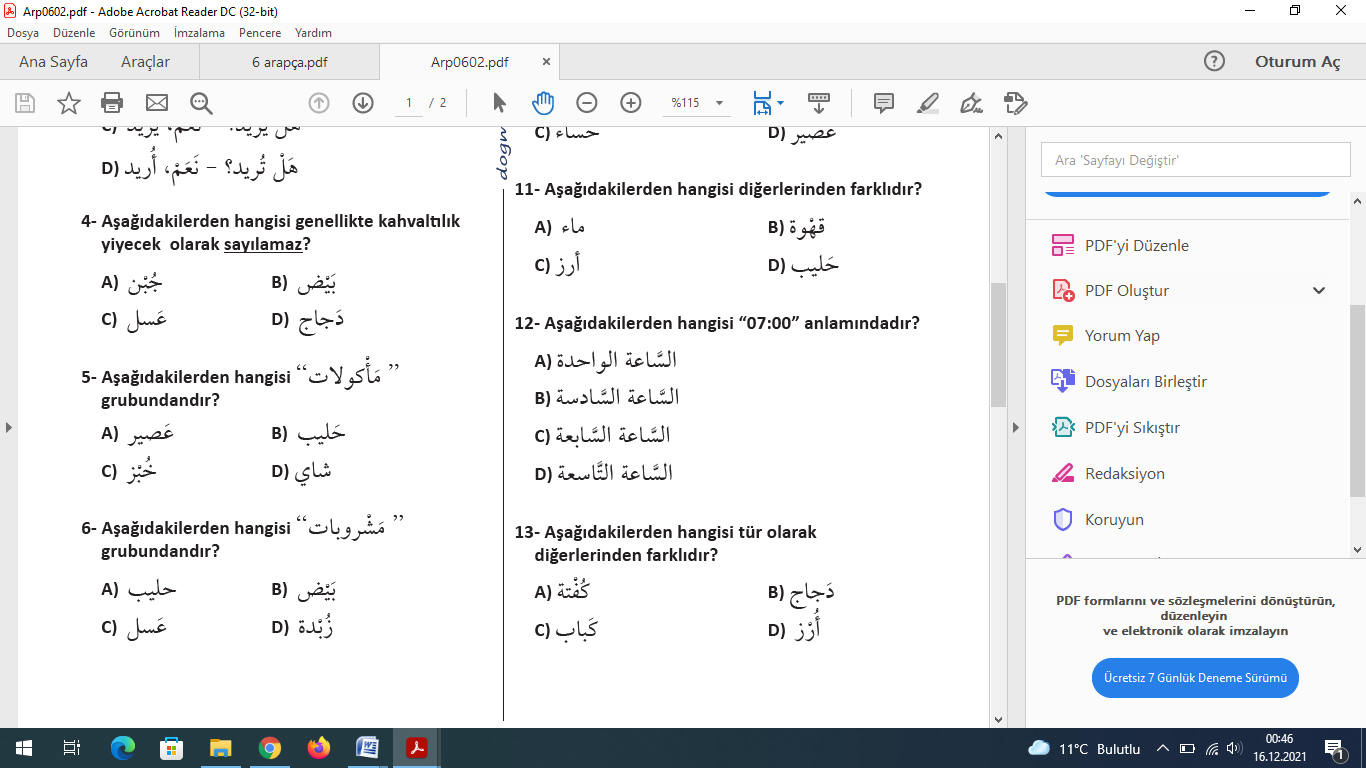 Arp0602.pdf - Adobe Acrobat Reader DC (32-bit)
Dosya Düzenle Görünüm İmzalama Pencere Yardım
Ana Sayfa Araçlar 6 arapça.pdf Arp0602.pdf × Oturum Aç
1 / 2 %115
D) هَلْ تُريد؟ – نَعَمْ، أُريد
4- Aşağıdakilerden hangisi genellikte kahvaltılık
yiyecek olarak sayılamaz?
A) جُبْن B) بَيْض
C) عَسل D) دَجاج
5- Aşağıdakilerden hangisi “مَأْكولات”
grubundandır?
A) عَصير B) حَليب
C) خُبْز D) شاي
6- Aşağıdakilerden hangisi “مَشْروبات”
grubundandır?
A) حليب B) بَيْض
C) عَسل D) زُبْدة
dogm
C) حساء D) عصير
11- Aşağıdakilerden hangisi diğerlerinden farklıdır?
A) ماء B) قهْوة
C) أرز D) حَليب
12- Aşağıdakilerden hangisi “07:00” anlamındadır?
A) السَّاعة الواحدة
B) السَّاعة السَّادسة
C) السَّاعة السَّابعة
D) السَّاعة التَّاسعة
13- Aşağıdakilerden hangisi tür olarak
diğerlerinden farklıdır?
A) كُفْتة B) دَجاج
C) كَباب D) أُرْز
Ara 'Sayfayı Değiştir'
PDF'yi Düzenle
PDF Oluştur
Yorum Yap
Dosyaları Birleştir
PDF'yi Sıkıştır
Redaksiyon
Koruyun
PDF formlarını ve sözleşmelerini dönüştürün,
düzenleyin
ve elektronik olarak imzalayın
Ücretsiz 7 Günlük Deneme Sürümü
11°C Bulutlu
00:46
16.12.2021
1